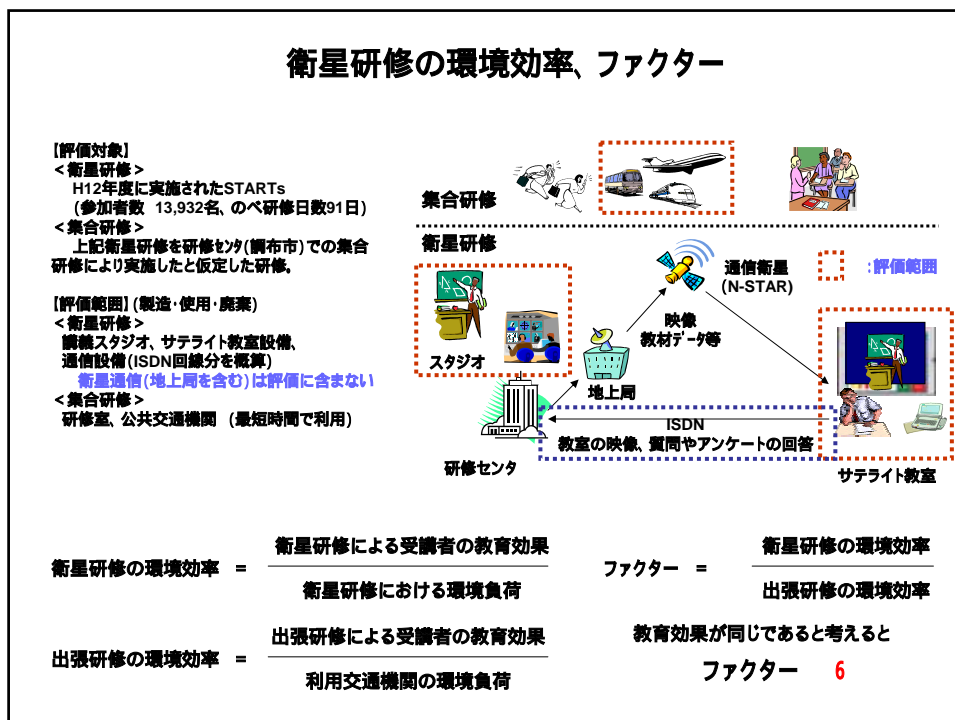 衛星研修の環境効率、ファクター
【評価対象】
＜衛星研修＞
H12年度に実施されたSTARTs
(参加者数 13,932名、のべ研修日数91日)
＜集合研修＞
上記衛星研修を研修ｾﾝﾀ(調布市)での集合
研修により実施したと仮定した研修。
【評価範囲】(製造・使用・廃棄)
＜衛星研修＞
講義スタジオ、サテライト教室設備、
通信設備(ISDN回線分を概算)
衛星通信(地上局を含む)は評価に含まない
＜集合研修＞
研修室、公共交通機関 (最短時間で利用)
集合研修
衛星研修
通信衛星
(N-STAR)
:評価範囲
映像
教材ﾃﾞｰﾀ等
スタジオ
地上局
ISDN
教室の映像、質問やアンケートの回答
研修センタ
サテライト教室
衛星研修の環境効率 =
衛星研修による受講者の教育効果
衛星研修における環境負荷
ファクター =
衛星研修の環境効率
出張研修の環境効率
出張研修の環境効率 =
出張研修による受講者の教育効果
利用交通機関の環境負荷
教育効果が同じであると考えると
ファクター 6